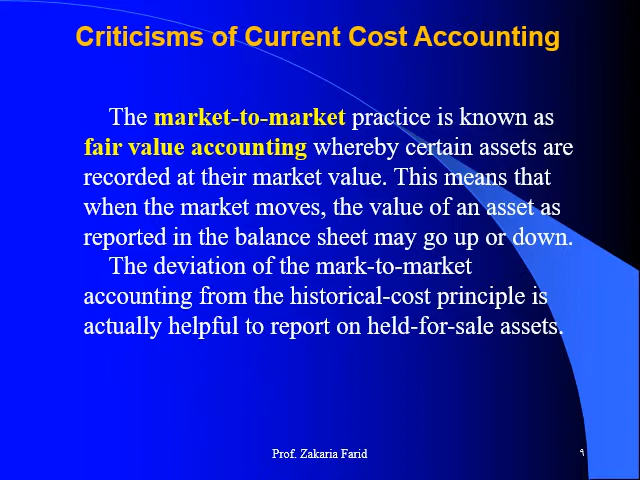 Criticisms of Current Cost Accounting
The market-to-market practice is known as
fair value accounting whereby certain assets are
recorded at their market value. This means that
when the market moves, the value of an asset as
reported in the balance sheet may go up or down.
The deviation of the mark-to-market
accounting from the historical-cost principle is
actually helpful to report on held-for-sale assets.
Prof. Zakaria Farid
٩